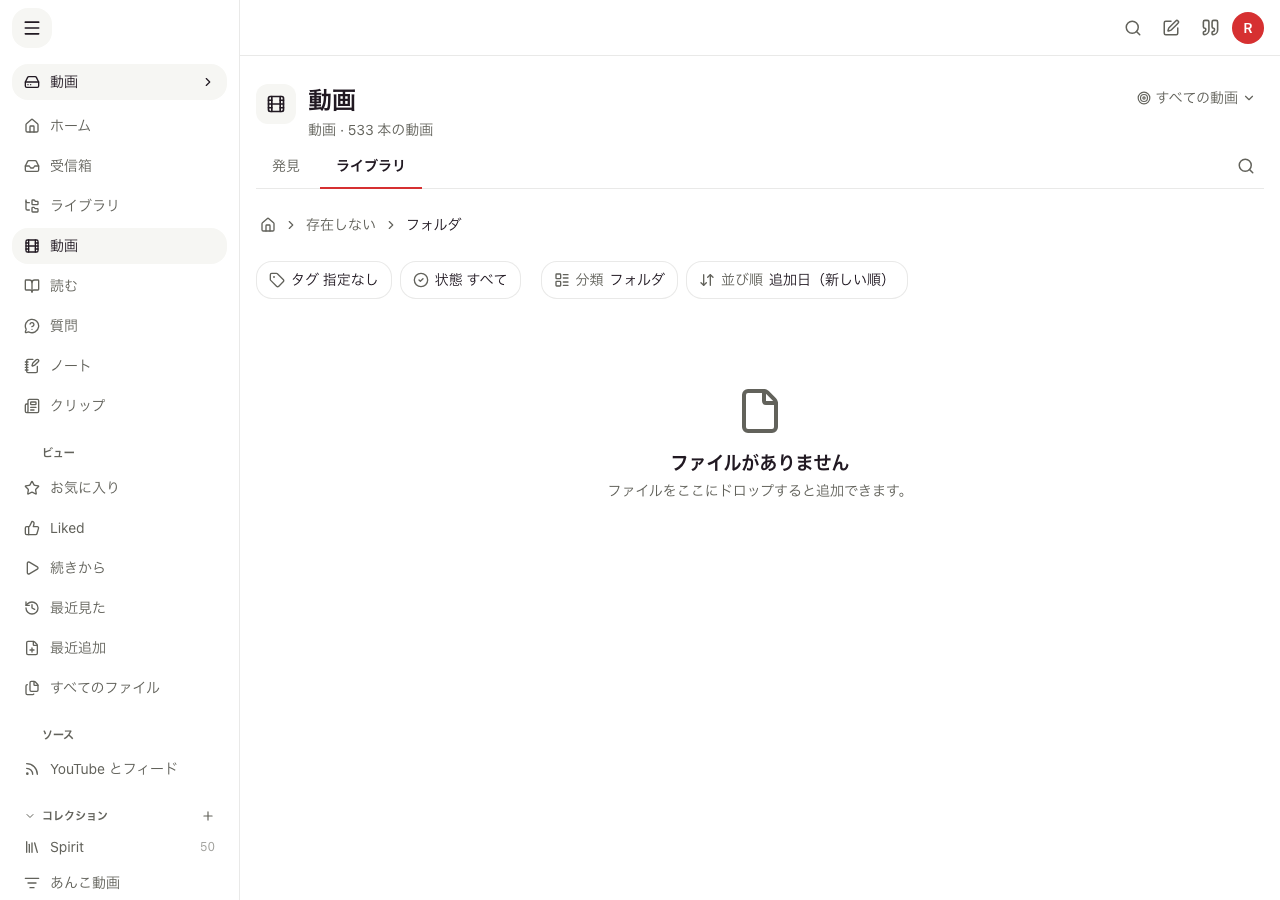 R
動画
ホーム
受信箱
ライブラリ
動画
読む
質問
ノート
クリップ
ビュー
お気に入り
Liked
続きから
最近見た
最近追加
すべてのファイル
ソース
YouTube とフィード
コレクション
Spirit 50
あんこ動画
動画
動画 · 533 本の動画
すべての動画
発見 ライブラリ
存在しない フォルダ
タグ 指定なし 状態 すべて 分類 フォルダ 並び順 追加日（新しい順）
ファイルがありません
ファイルをここにドロップすると追加できます。